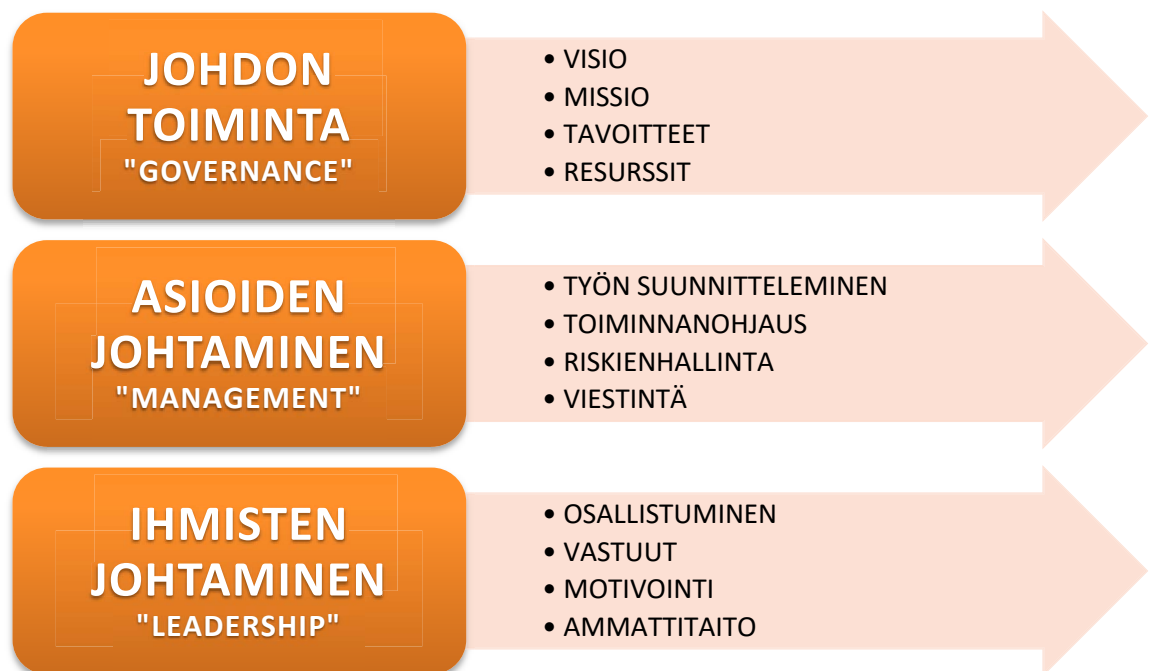 JOHDON
TOIMINTA
"GOVERNANCE"
• VISIO
• MISSIO
• TAVOITTEET
• RESURSSIT
ASIOIDEN
JOHTAMINEN
"MANAGEMENT"
• TYÖN SUUNNITTELEMINEN
• TOIMINNANOHJAUS
• RISKIENHALLINTA
• VIESTINTÄ
IHMISTEN
JOHTAMINEN
"LEADERSHIP"
• OSALLISTUMINEN
• VASTUUT
• MOTIVOINTI
• AMMATTITAITO